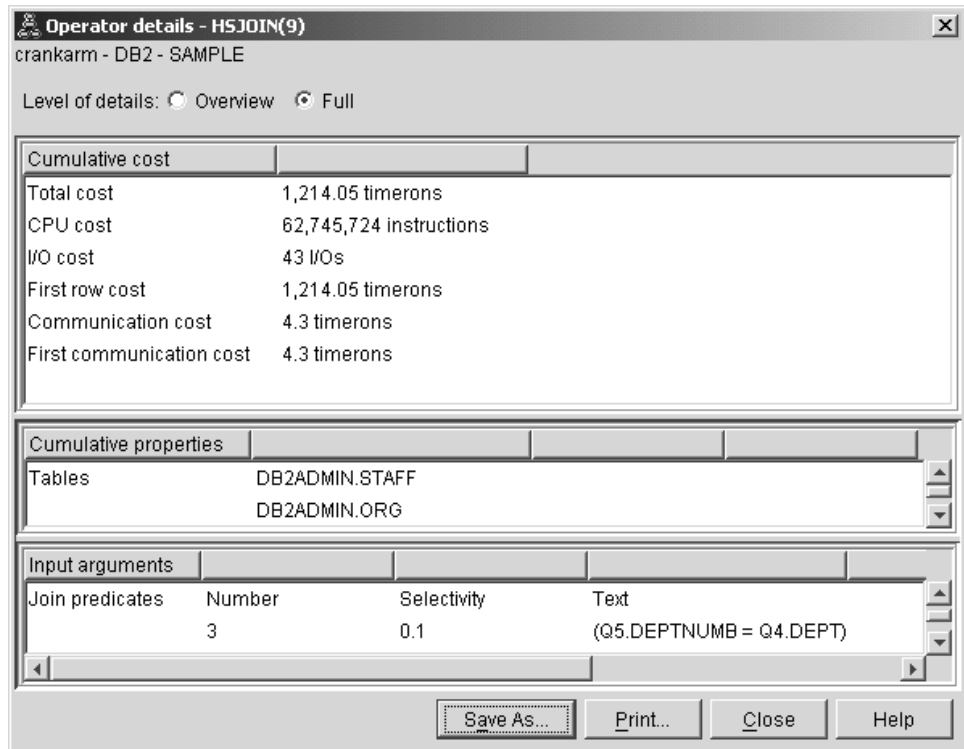 Operator details - HSJOIN(9)
crankarm - DB2 - SAMPLE
Level of details: Overview Full
Cumulative cost
Total cost 1,214.05 timerons
CPU cost 62,745,724 instructions
I/O cost 43 I/Os
First row cost 1,214.05 timerons
Communication cost 4.3 timerons
First communication cost 4.3 timerons
Cumulative properties
Tables DB2ADMIN.STAFF
DB2ADMIN.ORG
Input arguments
Join predicates Number Selectivity Text
3 0.1 (Q5.DEPTNUMB = Q4.DEPT)
Save As... Print... Close Help